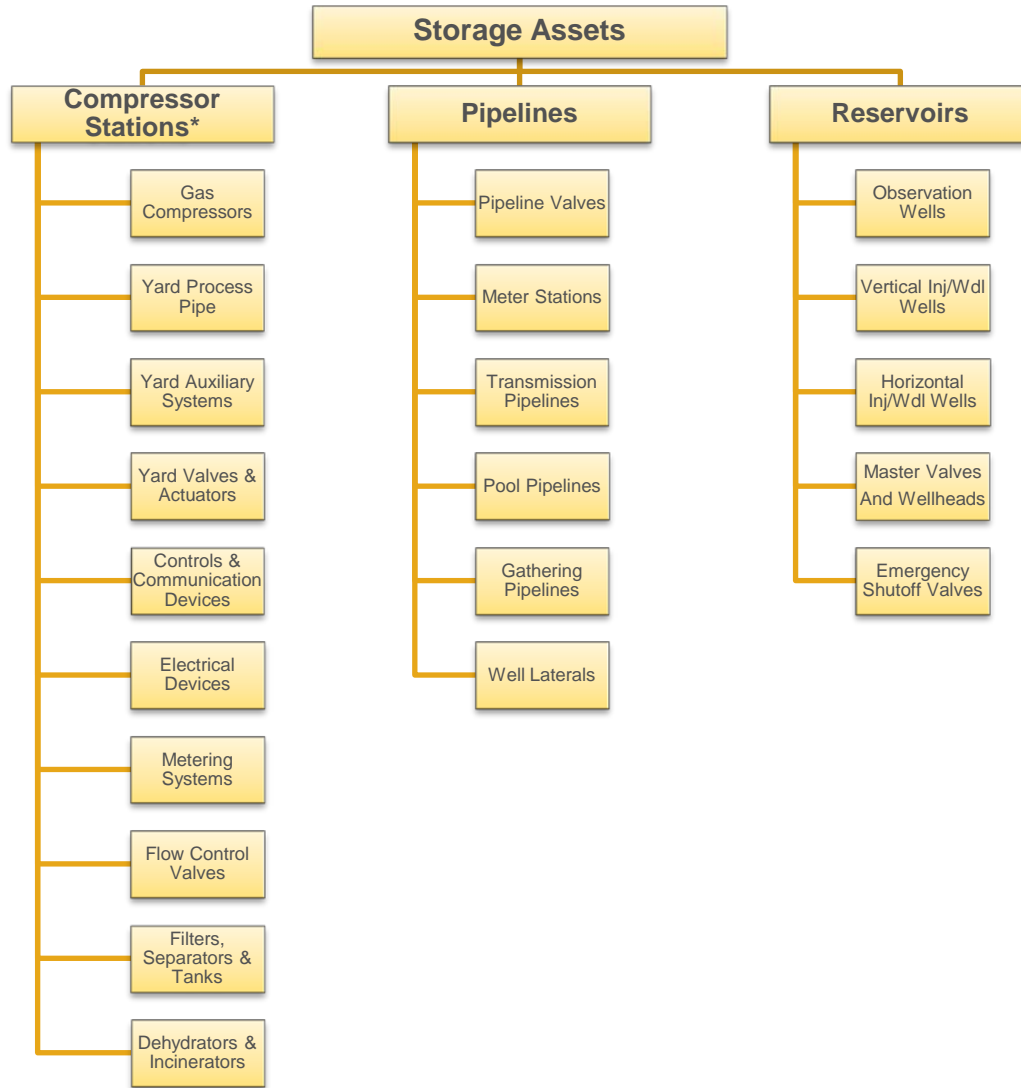 Storage Assets
Compressor
Stations*
Gas
Compressors
Yard Process
Pipe
Yard Auxiliary
Systems
Yard Valves &
Actuators
Controls &
Communication
Devices
Electrical
Devices
Metering
Systems
Flow Control
Valves
Filters,
Separators &
Tanks
Dehydrators &
Incinerators
Pipelines
Pipeline Valves
Meter Stations
Transmission
Pipelines
Pool Pipelines
Gathering
Pipelines
Well Laterals
Reservoirs
Observation
Wells
Vertical Inj/Wdl
Wells
Horizontal
Inj/Wdl Wells
Master Valves
And Wellheads
Emergency
Shutoff Valves